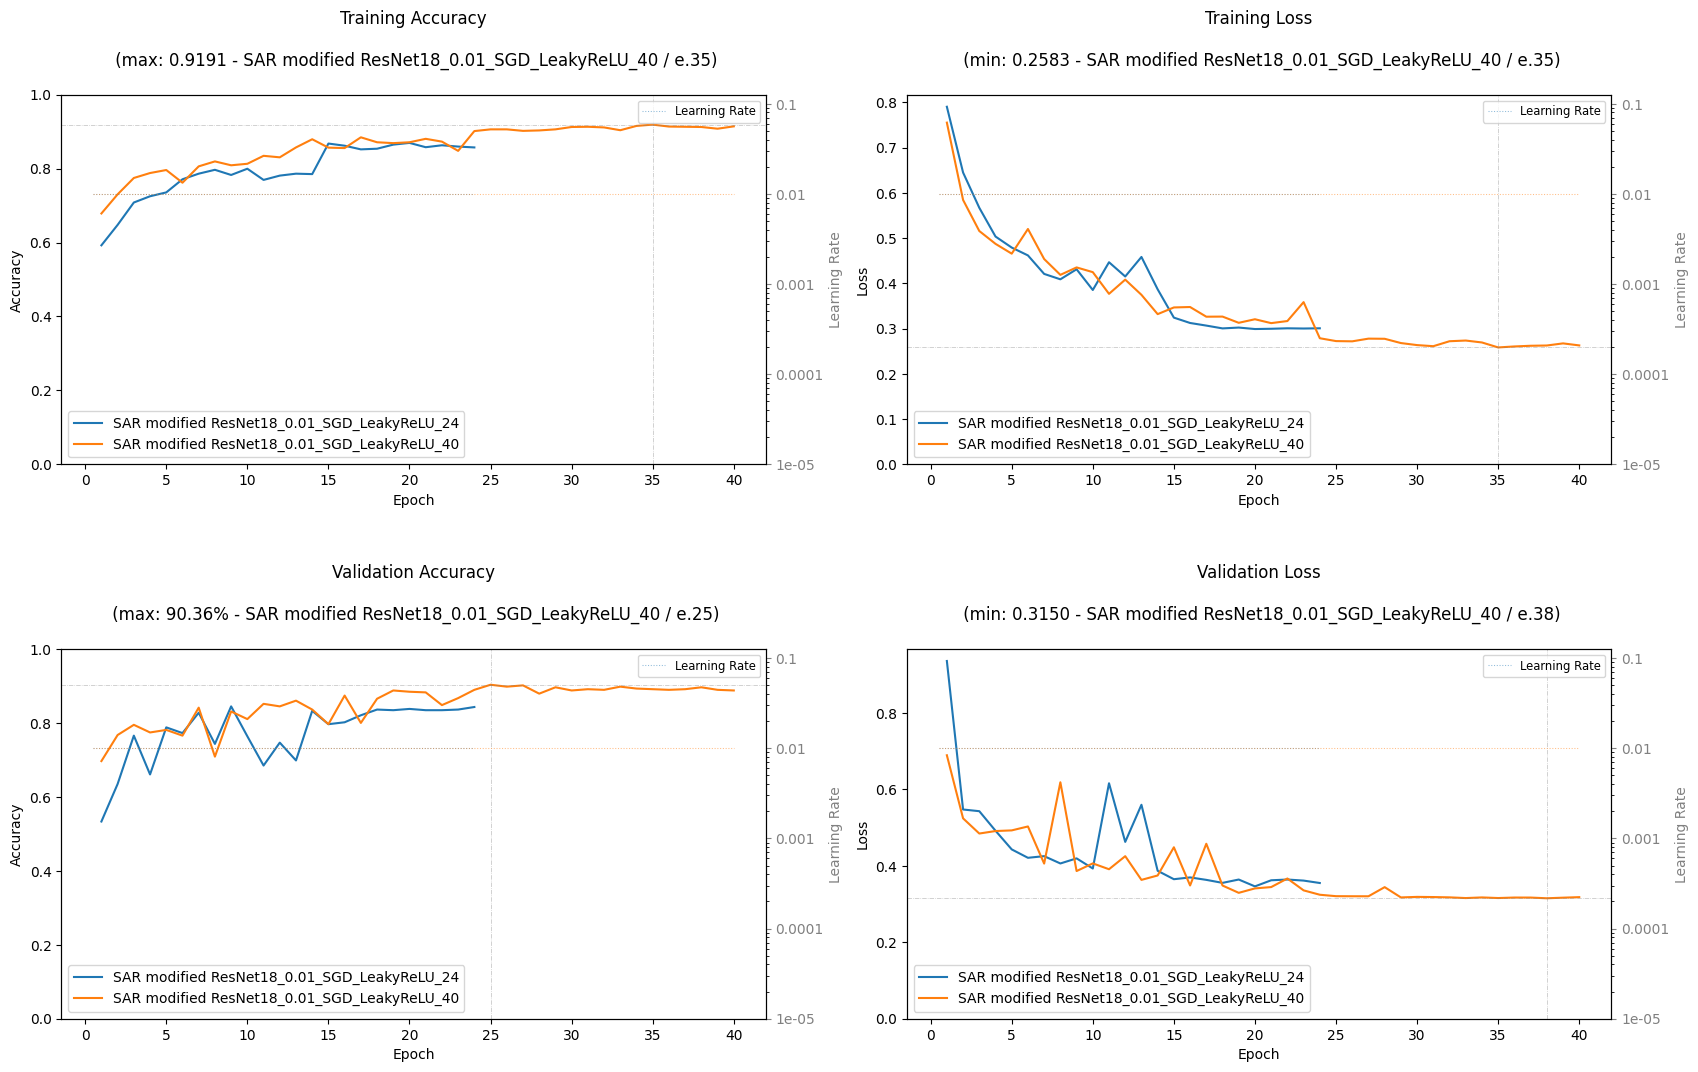 Training Accuracy
(max: 0.9191 - SAR modified ResNet18_0.01_SGD_LeakyReLU_40 / e.35)
1.0
0.8
0.6
0.4
0.2
0.0
Accuracy
0 5 10 15 20 25 30 35 40
Epoch
0.1
0.01
0.001
0.0001
1e-05
Learning Rate
Learning Rate
SAR modified ResNet18_0.01_SGD_LeakyReLU_24
SAR modified ResNet18_0.01_SGD_LeakyReLU_40
Training Loss
(min: 0.2583 - SAR modified ResNet18_0.01_SGD_LeakyReLU_40 / e.35)
0.8
0.7
0.6
0.5
0.4
0.3
0.2
0.1
0.0
Loss
0 5 10 15 20 25 30 35 40
Epoch
0.1
0.01
0.001
0.0001
1e-05
Learning Rate
Learning Rate
SAR modified ResNet18_0.01_SGD_LeakyReLU_24
SAR modified ResNet18_0.01_SGD_LeakyReLU_40
Validation Accuracy
(max: 90.36% - SAR modified ResNet18_0.01_SGD_LeakyReLU_40 / e.25)
1.0
0.8
0.6
0.4
0.2
0.0
Accuracy
0 5 10 15 20 25 30 35 40
Epoch
0.1
0.01
0.001
0.0001
1e-05
Learning Rate
Learning Rate
SAR modified ResNet18_0.01_SGD_LeakyReLU_24
SAR modified ResNet18_0.01_SGD_LeakyReLU_40
Validation Loss
(min: 0.3150 - SAR modified ResNet18_0.01_SGD_LeakyReLU_40 / e.38)
0.8
0.6
0.4
0.2
0.0
Loss
0 5 10 15 20 25 30 35 40
Epoch
0.1
0.01
0.001
0.0001
1e-05
Learning Rate
Learning Rate
SAR modified ResNet18_0.01_SGD_LeakyReLU_24
SAR modified ResNet18_0.01_SGD_LeakyReLU_40